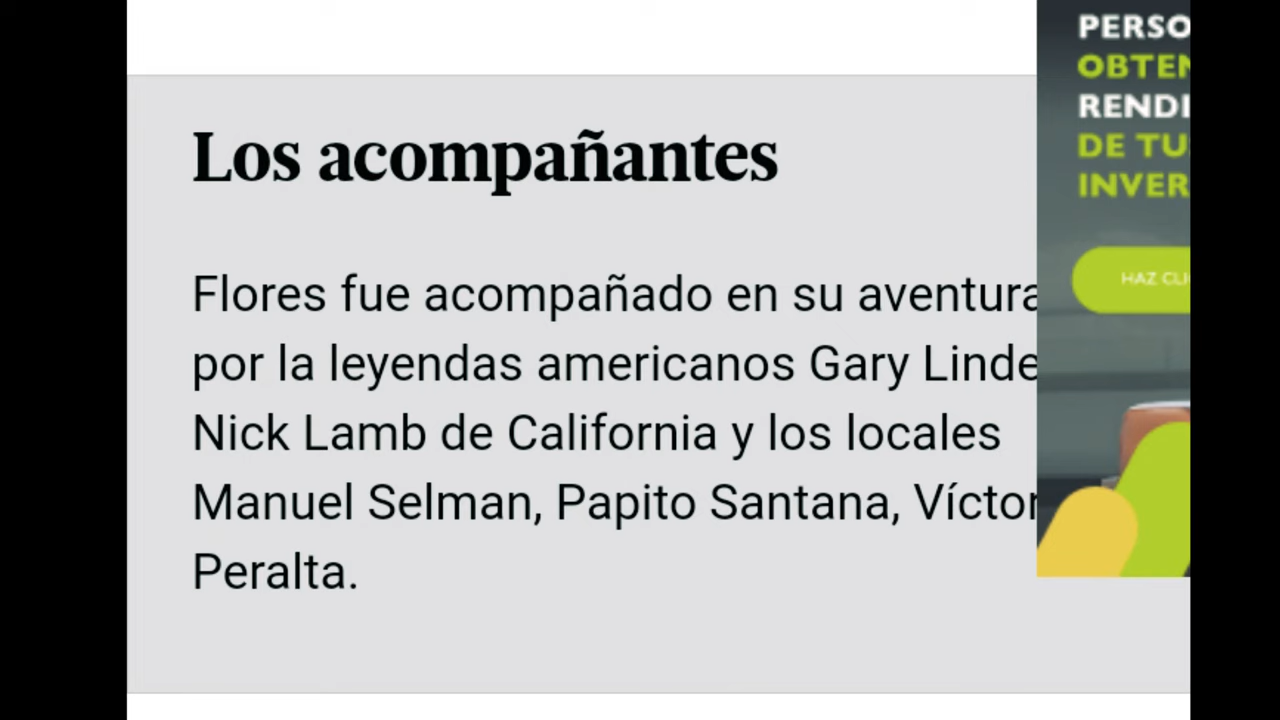 Los acompañantes
Flores fue acompañado en su aventura
por la leyendas americanos Gary Linde
Nick Lamb de California y los locales
Manuel Selman, Papito Santana, Víctor
Peralta.
PERSO
OBTEN
RENDI
DE TU
INVER
HAZ CLI